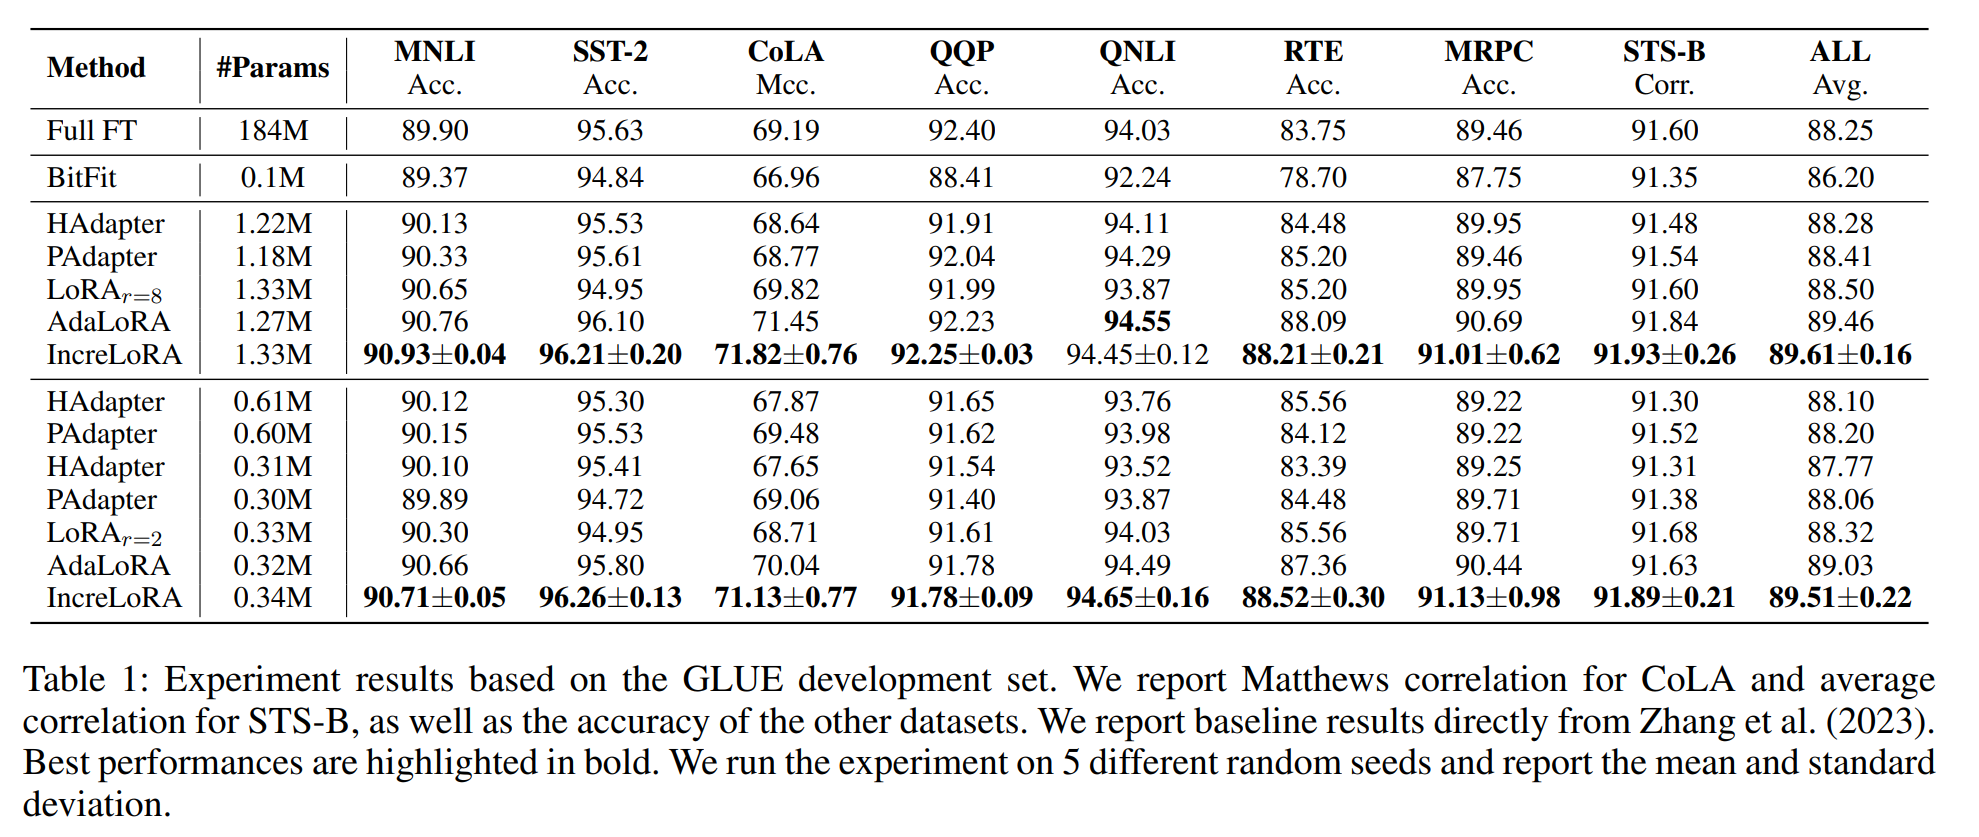 Method #Params MNLI SST-2 CoLA QQP QNLI RTE MRPC STS-B ALL
Acc. Acc. Mcc. Acc. Acc. Acc. Acc. Corr. Avg.
Full FT 184M 89.90 95.63 69.19 92.40 94.03 83.75 89.46 91.60 88.25
BitFit 0.1M 89.37 94.84 66.96 88.41 92.24 78.70 87.75 91.35 86.20
HAdapter 1.22M 90.13 95.53 68.64 91.91 94.11 84.48 89.95 91.48 88.28
PAdapter 1.18M 90.33 95.61 68.77 92.04 94.29 85.20 89.46 91.54 88.41
LoRAr=8 1.33M 90.65 94.95 69.82 91.99 93.87 85.20 89.95 91.60 88.50
AdaLoRA 1.27M 90.76 96.10 71.45 92.23 94.55 88.09 90.69 91.84 89.46
IncreLoRA 1.33M 90.93±0.04 96.21±0.20 71.82±0.76 92.25±0.03 94.45±0.12 88.21±0.21 91.01±0.62 91.93±0.26 89.61±0.16
HAdapter 0.61M 90.12 95.30 67.87 91.65 93.76 85.56 89.22 91.30 88.10
PAdapter 0.60M 90.15 95.53 69.48 91.62 93.98 84.12 89.22 91.52 88.20
HAdapter 0.31M 90.10 95.41 67.65 91.54 93.52 83.39 89.25 91.31 87.77
PAdapter 0.30M 89.89 94.72 69.06 91.40 93.87 84.48 89.71 91.38 88.06
LoRAr=2 0.33M 90.30 94.95 68.71 91.61 94.03 85.56 89.71 91.68 88.32
AdaLoRA 0.32M 90.66 95.80 70.04 91.78 94.49 87.36 90.44 91.63 89.03
IncreLoRA 0.34M 90.71±0.05 96.26±0.13 71.13±0.77 91.78±0.09 94.65±0.16 88.52±0.30 91.13±0.98 91.89±0.21 89.51±0.22
Table 1: Experiment results based on the GLUE development set. We report Matthews correlation for CoLA and average
correlation for STS-B, as well as the accuracy of the other datasets. We report baseline results directly from Zhang et al. (2023).
Best performances are highlighted in bold. We run the experiment on 5 different random seeds and report the mean and standard
deviation.